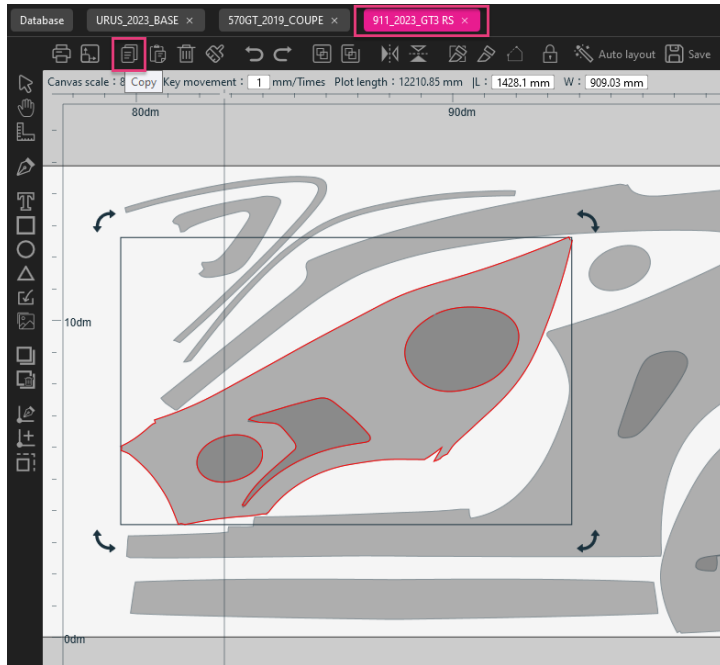 Database URUS_2023_BASE × 570GT_2019_COUPE × 911_2023_GT3 RS ×
Auto layout Save
Canvas scale : 8 Copy Key movement : 1 mm/Times Plot length : 12210.85 mm |L : 1428.1 mm W : 909.03 mm
80dm 90dm
10dm
0dm